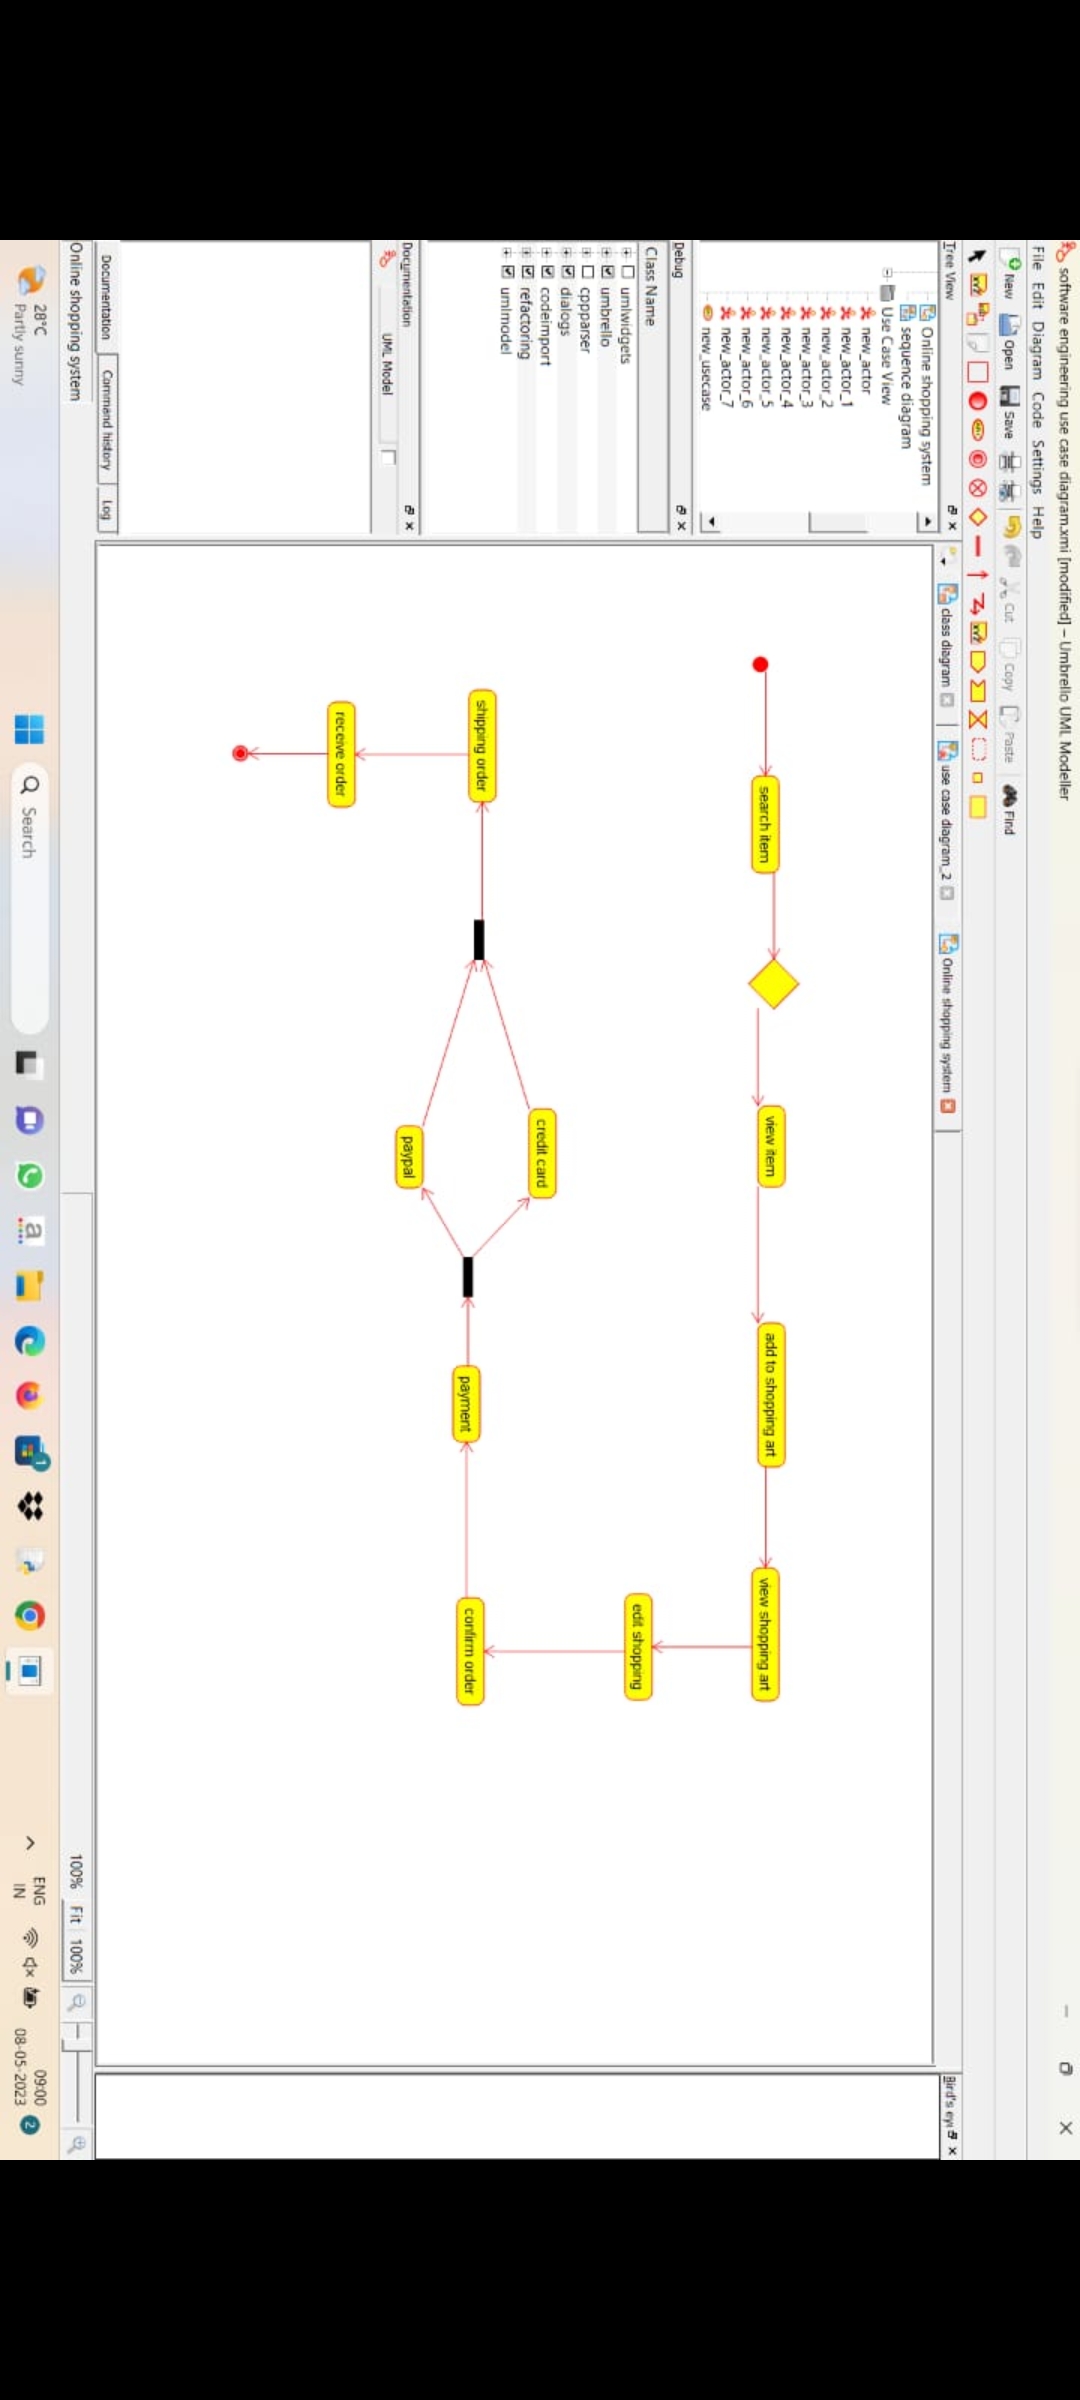 software engineering use case diagram.xmi [modified] – Umbrello UML Modeller
File Edit Diagram Code Settings Help
New Open Save Cut Copy Paste Find
Tree View
Online shopping system
sequence diagram
Use Case View
new_actor
new_actor_1
new_actor_2
new_actor_3
new_actor_4
new_actor_5
new_actor_6
new_actor_7
new_usecase
Debug
Class Name
umlwidgets
umbrello
cppparser
dialogs
codeimport
refactoring
umlmodel
Documentation
UML Model
Documentation Command history Log
class diagram use case diagram_2 Online shopping system
search item
view item
add to shopping art
view shopping art
edit shopping
credit card
shipping order
payment
confirm order
paypal
receive order
Bird's ey
Online shopping system
100% Fit 100%
28°C
Partly sunny
Search
a
1
ENG
IN
09:00
08-05-2023
2